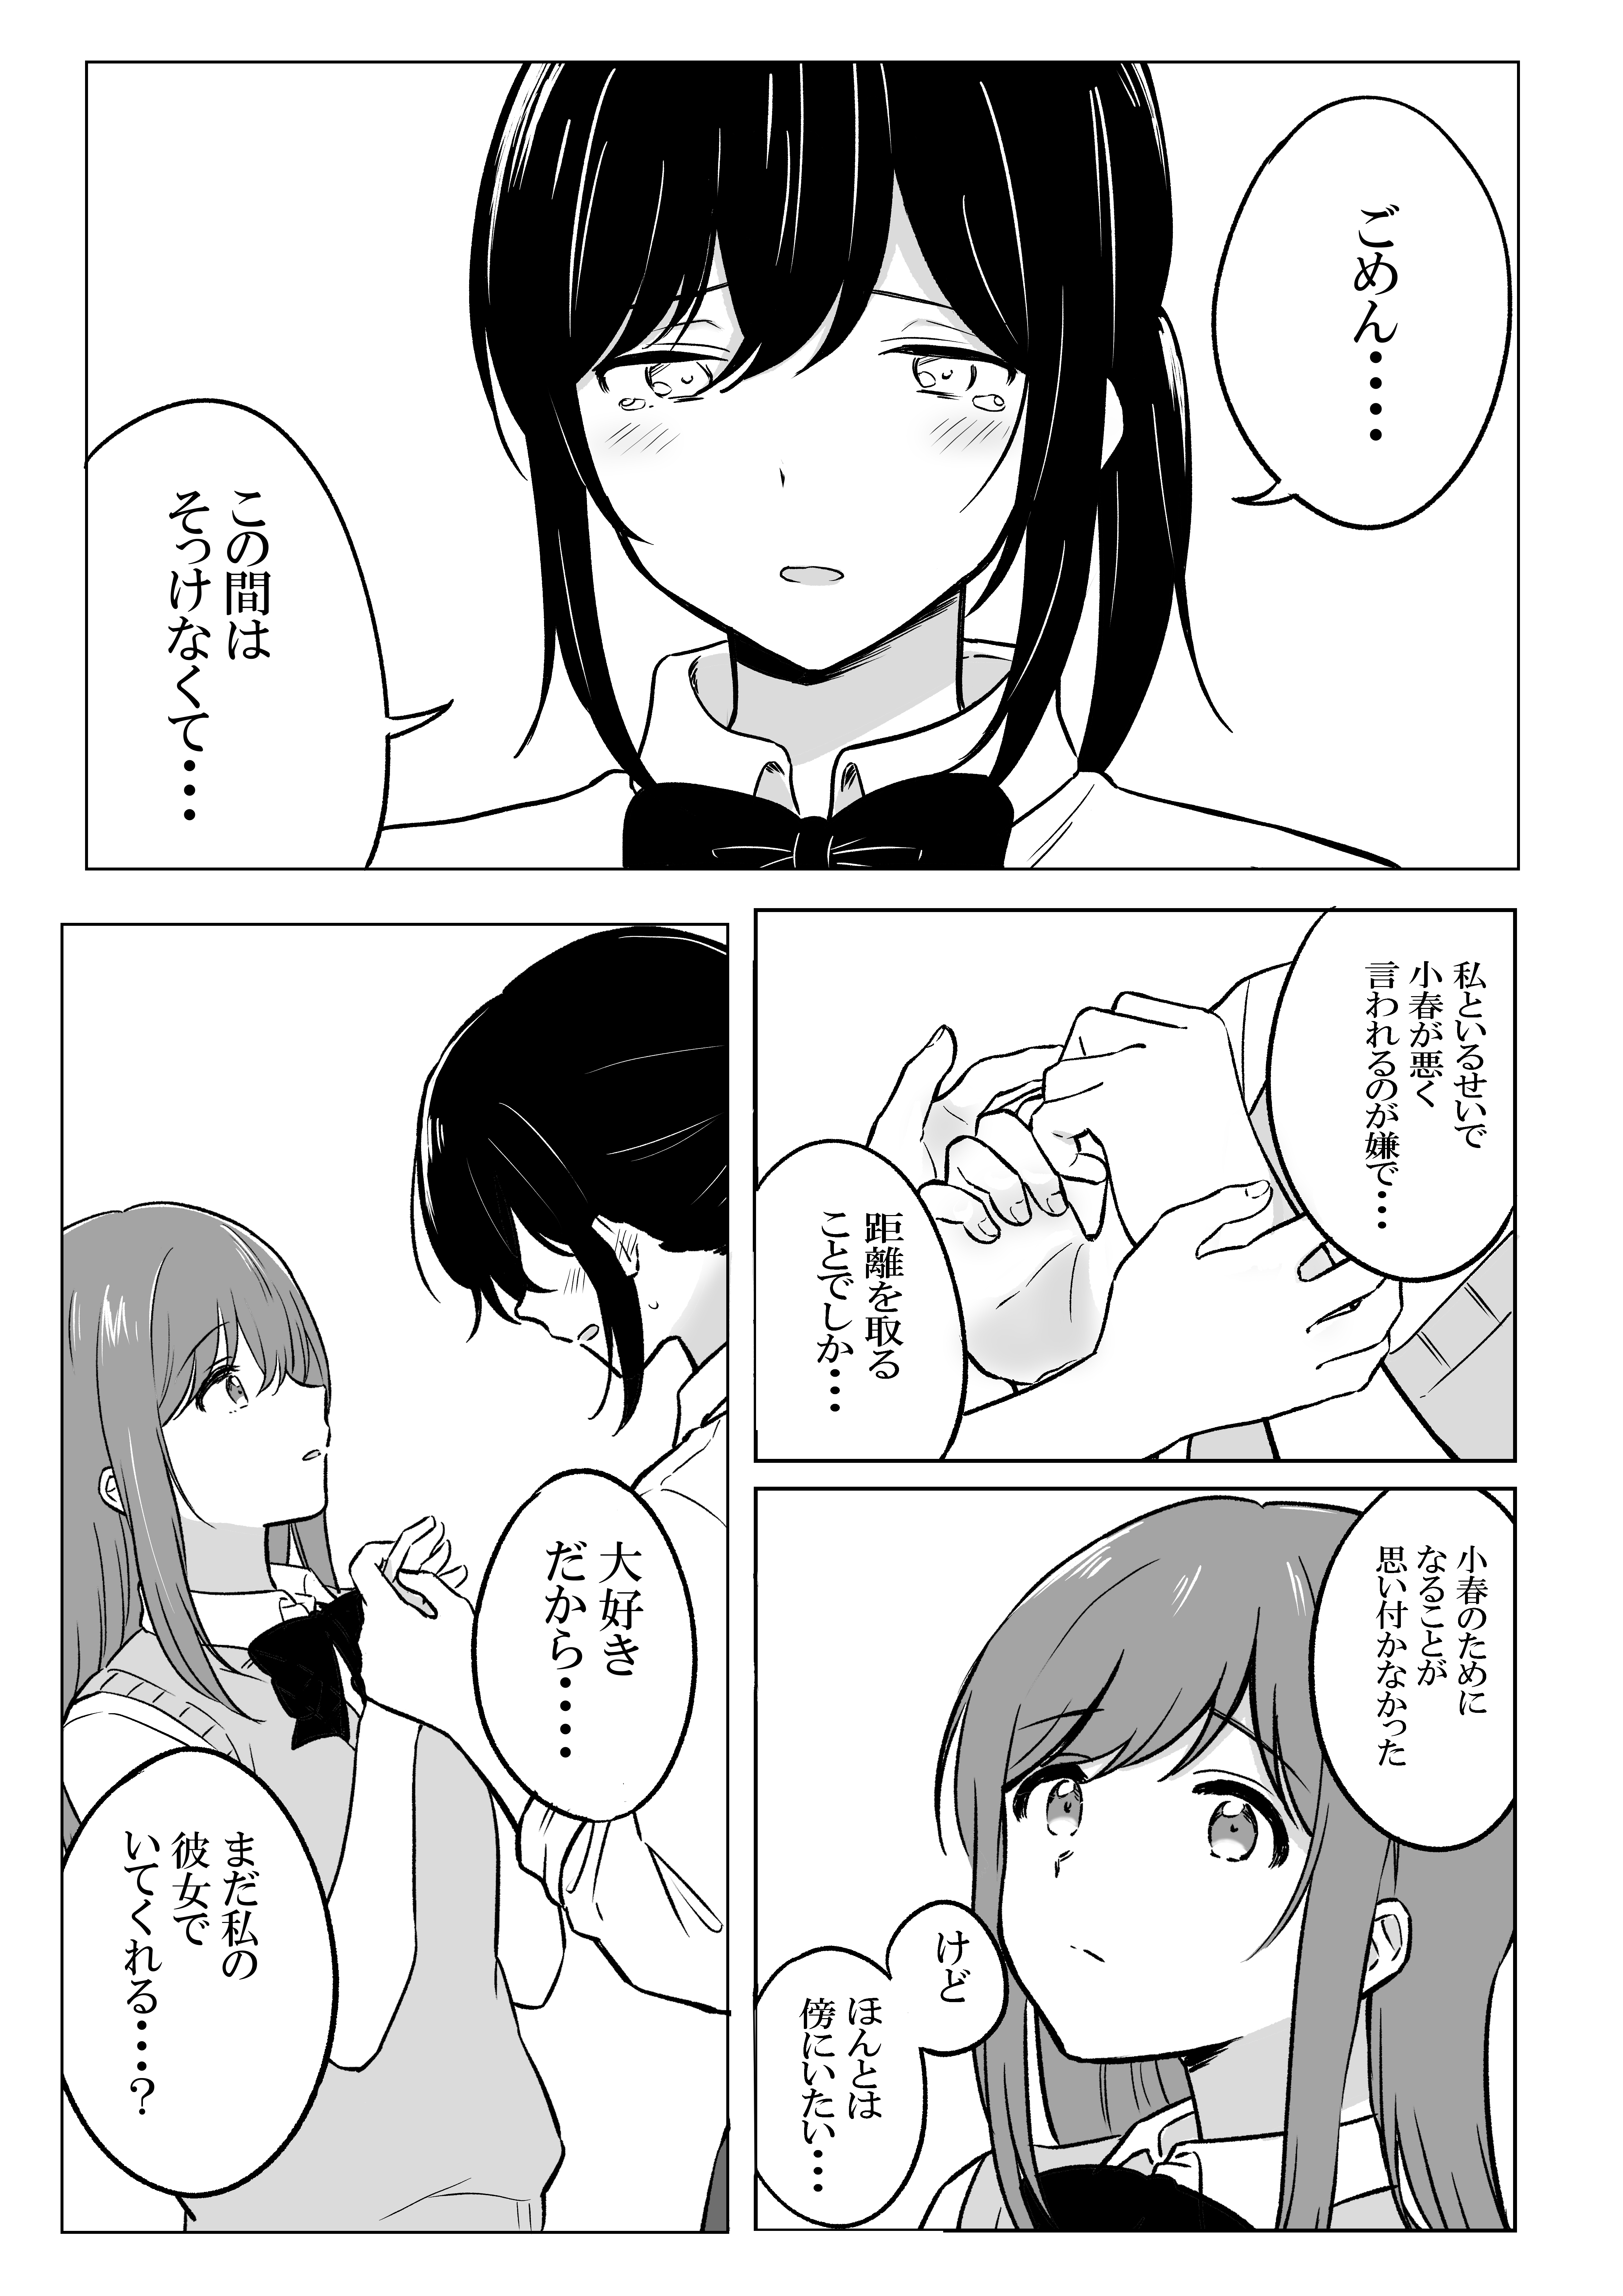 ごめん・・・・
この間は
そっけなくて・・・
私といるせいで
小春が悪く
言われるのが嫌で・・・
距離を取る
ことでしか・・・
小春のために
なることが
思い付かなかった
けど
ほんとは
傍にいたい・・・
大好き
だから・・・・
まだ私の
彼女で
いてくれる・・・・?